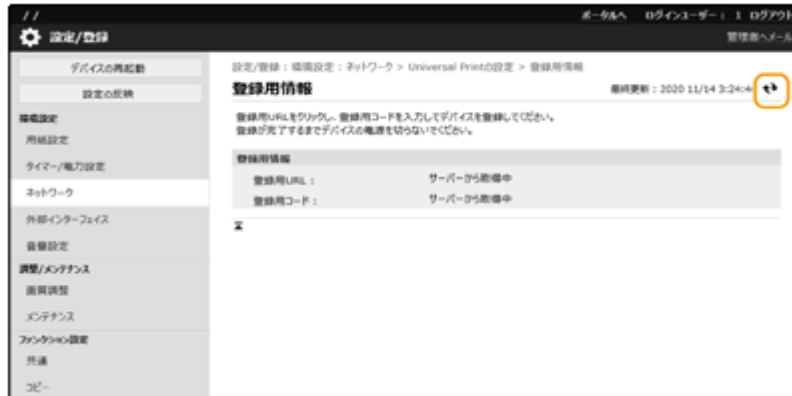 //
ポータルへ ログインユーザー： 1 ログアウト
設定/登録
管理者へメール
デバイスの再起動
設定の反映
環境設定
用紙設定
タイマー/電力設定
ネットワーク
外部インターフェイス
音量設定
調整/メンテナンス
画質調整
メンテナンス
ファンクション設定
共通
コピー
設定/登録 : 環境設定 : ネットワーク > Universal Printの設定 > 登録用情報
登録用情報
最終更新 : 2020 11/14 3:24:4
登録用URLをクリックし、登録用コードを入力してデバイスを登録してください。
登録が完了するまでデバイスの電源を切らないでください。
登録用情報
登録用URL : サーバーから取得中
登録用コード : サーバーから取得中